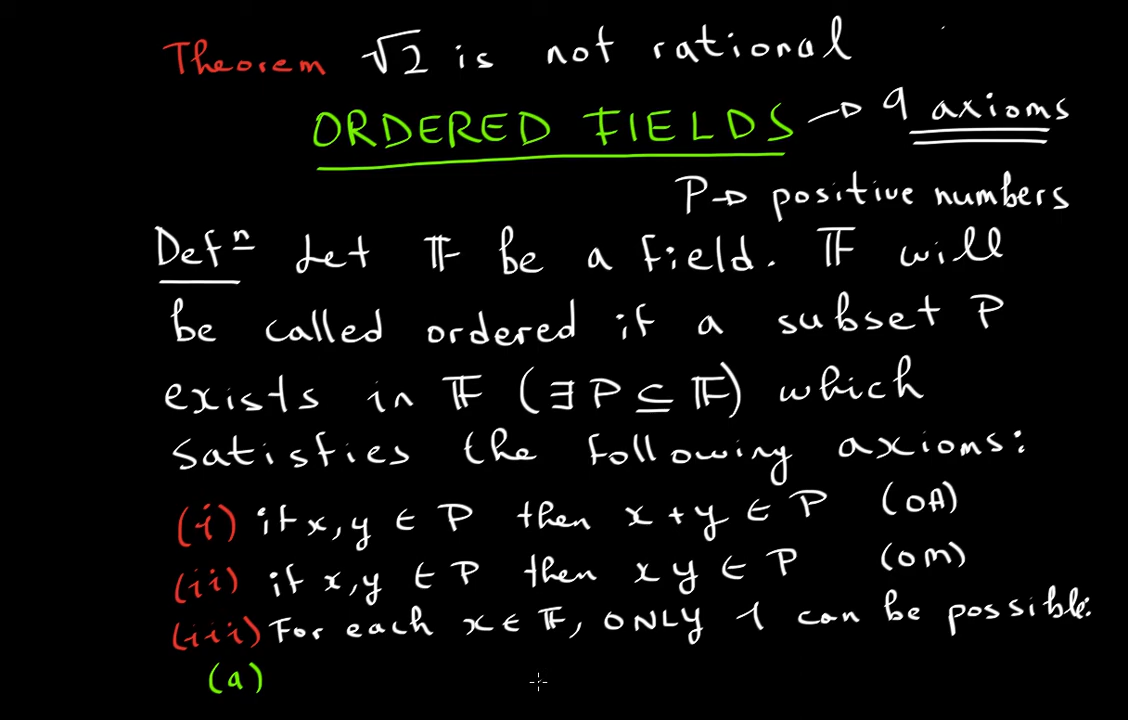 Theorem √2 is not rational
ORDERED FIELDS → 9 axioms
P → positive numbers
Defⁿ Let 𝔽 be a field. 𝔽 will
be called ordered if a subset P
exists in 𝔽 (∃ P ⊆ 𝔽) which
satisfies the following axioms:
(i) if x, y ∈ P then x + y ∈ P (OA)
(ii) if x, y ∈ P then x y ∈ P (OM)
(iii) For each x ∈ 𝔽, ONLY 1 can be possible:
(a)